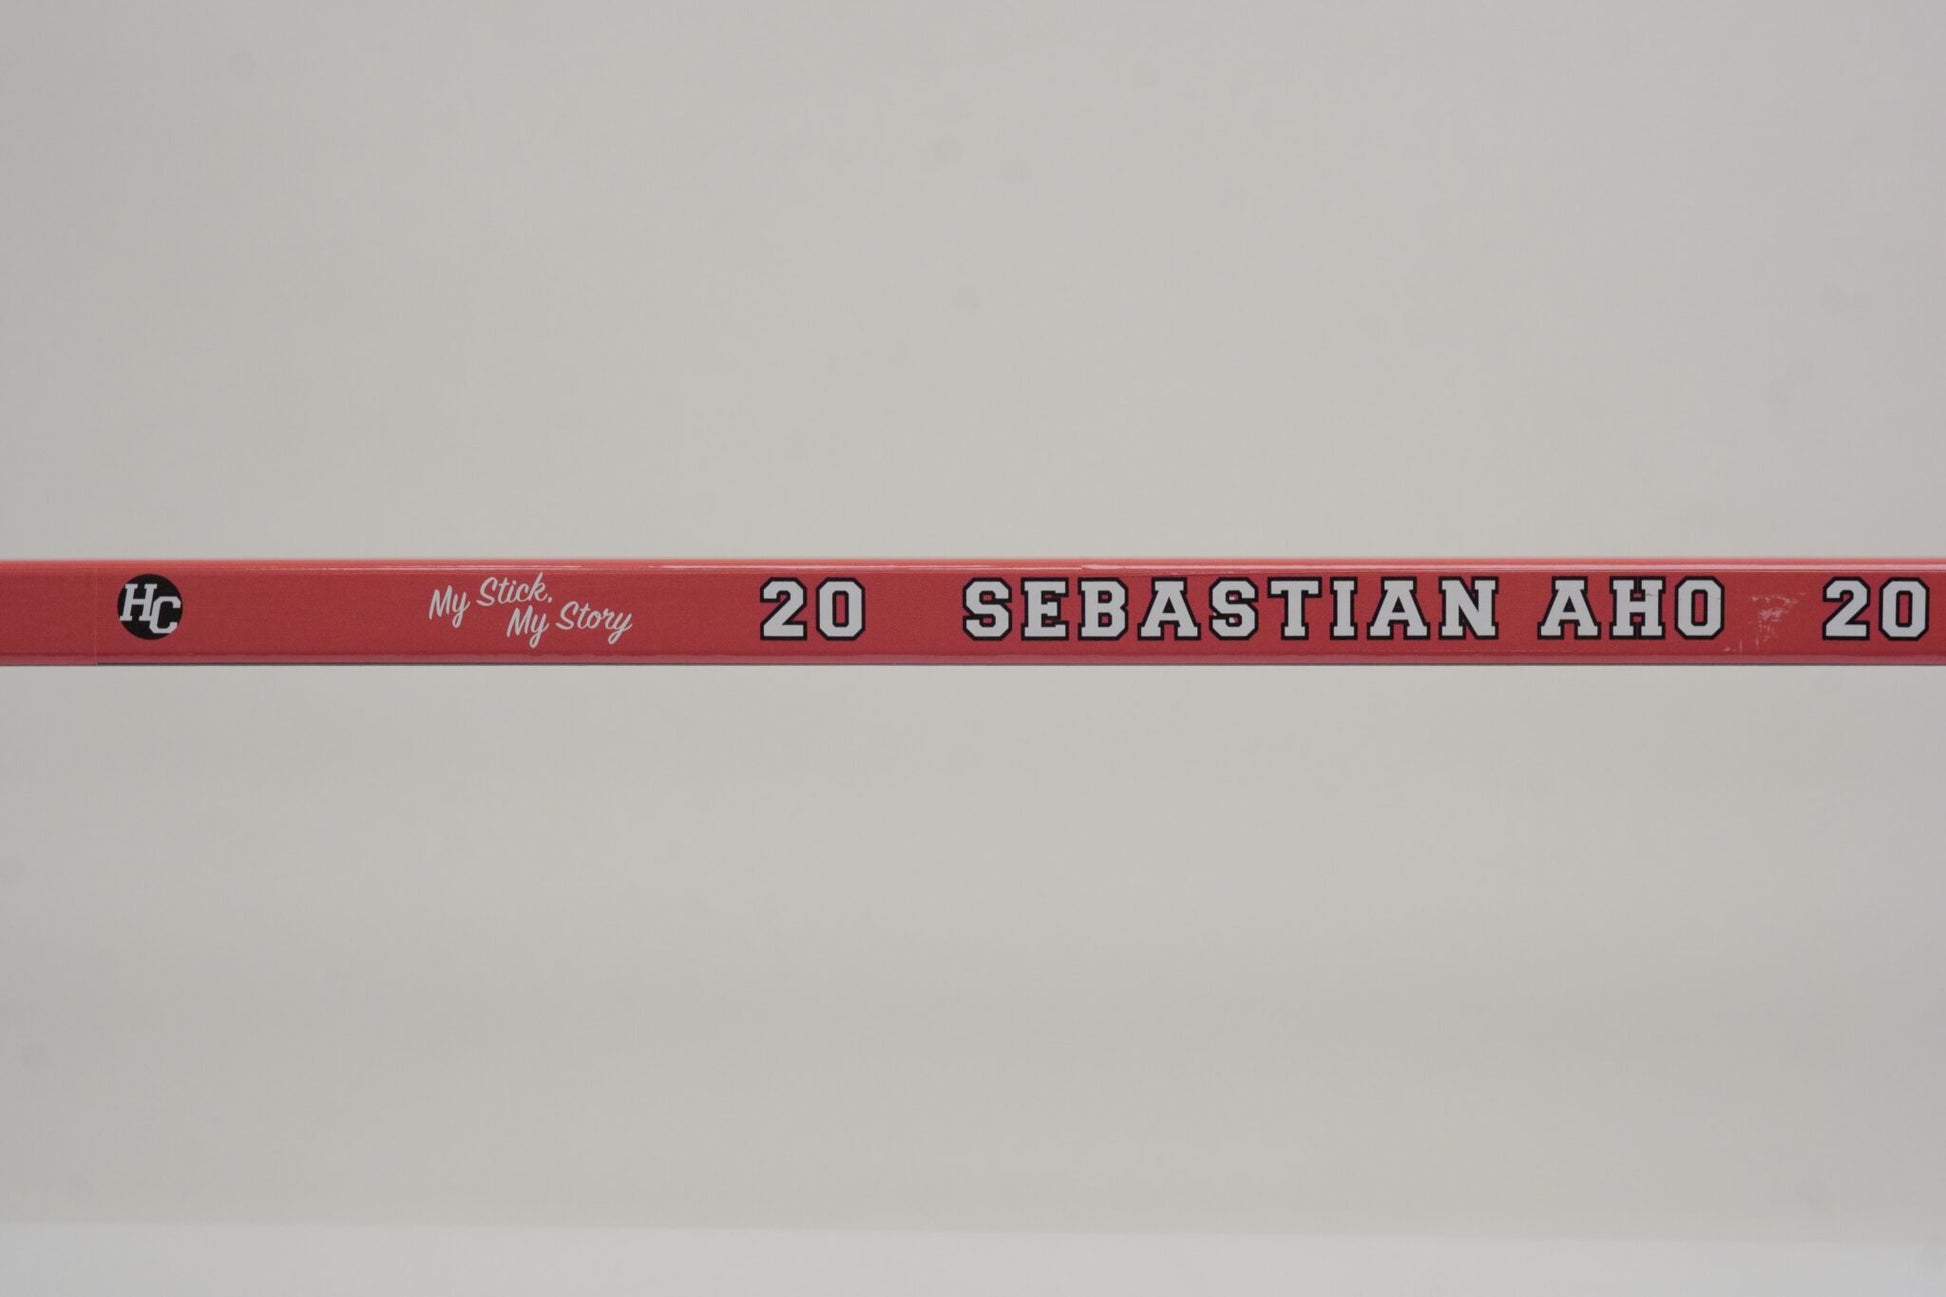 HC
My Stick,
My Story
20 SEBASTIAN AHO 20